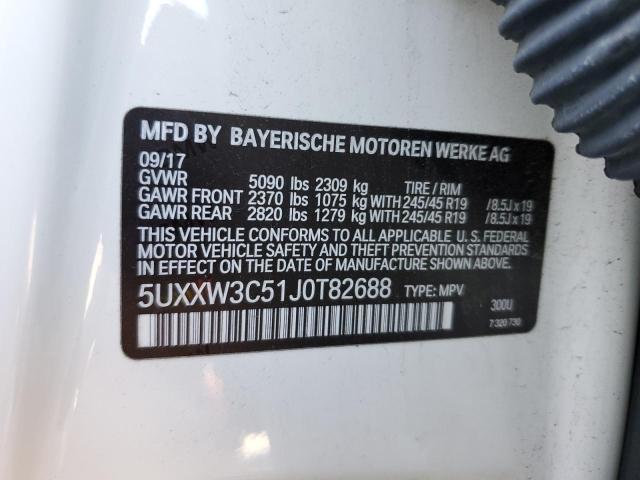 MFD BY BAYERISCHE MOTOREN WERKE AG
09/17
GVWR 5090 lbs 2309 kg TIRE / RIM
GAWR FRONT 2370 lbs 1075 kg WITH 245/45 R19 /8.5J x 19
GAWR REAR 2820 lbs 1279 kg WITH 245/45 R19 /8.5J x 19
THIS VEHICLE CONFORMS TO ALL APPLICABLE U. S. FEDERAL
MOTOR VEHICLE SAFETY AND THEFT PREVENTION STANDARDS
IN EFFECT ON THE DATE OF MANUFACTURE SHOWN ABOVE.
5UXXW3C51J0T82688 TYPE: MPV
300U
7 320 730